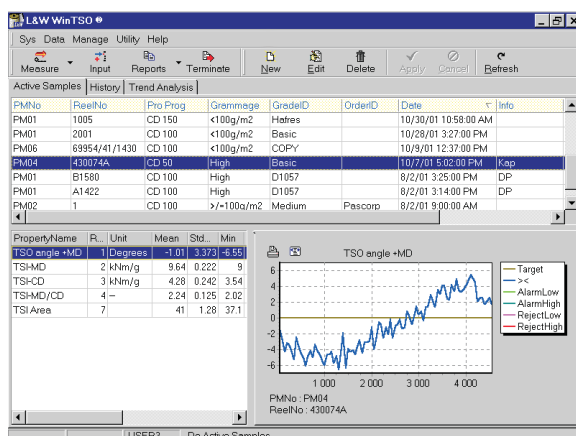 L&W WinTSO ®
Sys Data Manage Utility Help
Measure Input Reports Terminate New Edit Delete Apply Cancel Refresh
Active Samples History Trend Analysis
PMNo ReelNo Pro Prog Grammage GradeID OrderID Date Info
PM01 1005 CD 150 <100g/m2 Hafres 10/30/01 10:58:00 AM
PM01 2001 CD 100 <100g/m2 Basic 10/28/01 3:27:00 PM
PM06 69954/41/1430 CD 100 <100g/m2 COPY 10/9/01 12:37:00 PM
PM04 430074A CD 50 High Basic 10/7/01 5:02:00 PM Kap
PM01 B1580 CD 100 High D1057 8/2/01 3:25:00 PM DP
PM01 A1422 CD 100 High D1057 8/2/01 3:14:00 PM DP
PM02 1 CD 100 >/=100g/m2 Medium Pascorp 8/2/01 9:00:00 AM
PropertyName R... Unit Mean Std... Min
TSO angle +MD 1 Degrees -1.01 3.373 -6.55
TSI-MD 2 kNm/g 9.64 0.222 9
TSI-CD 3 kNm/g 4.28 0.242 3.54
TSI-MD/CD 4 – 2.24 0.125 2.02
TSI Area 7 41 1.28 37.1
TSO angle +MD
6
4
2
0
-2
-4
-6
1 000 2 000 3 000 4 000
Target
><
AlarmLow
AlarmHigh
RejectLow
RejectHigh
PMNo : PM04
ReelNo : 430074A
USER3 Active Samples